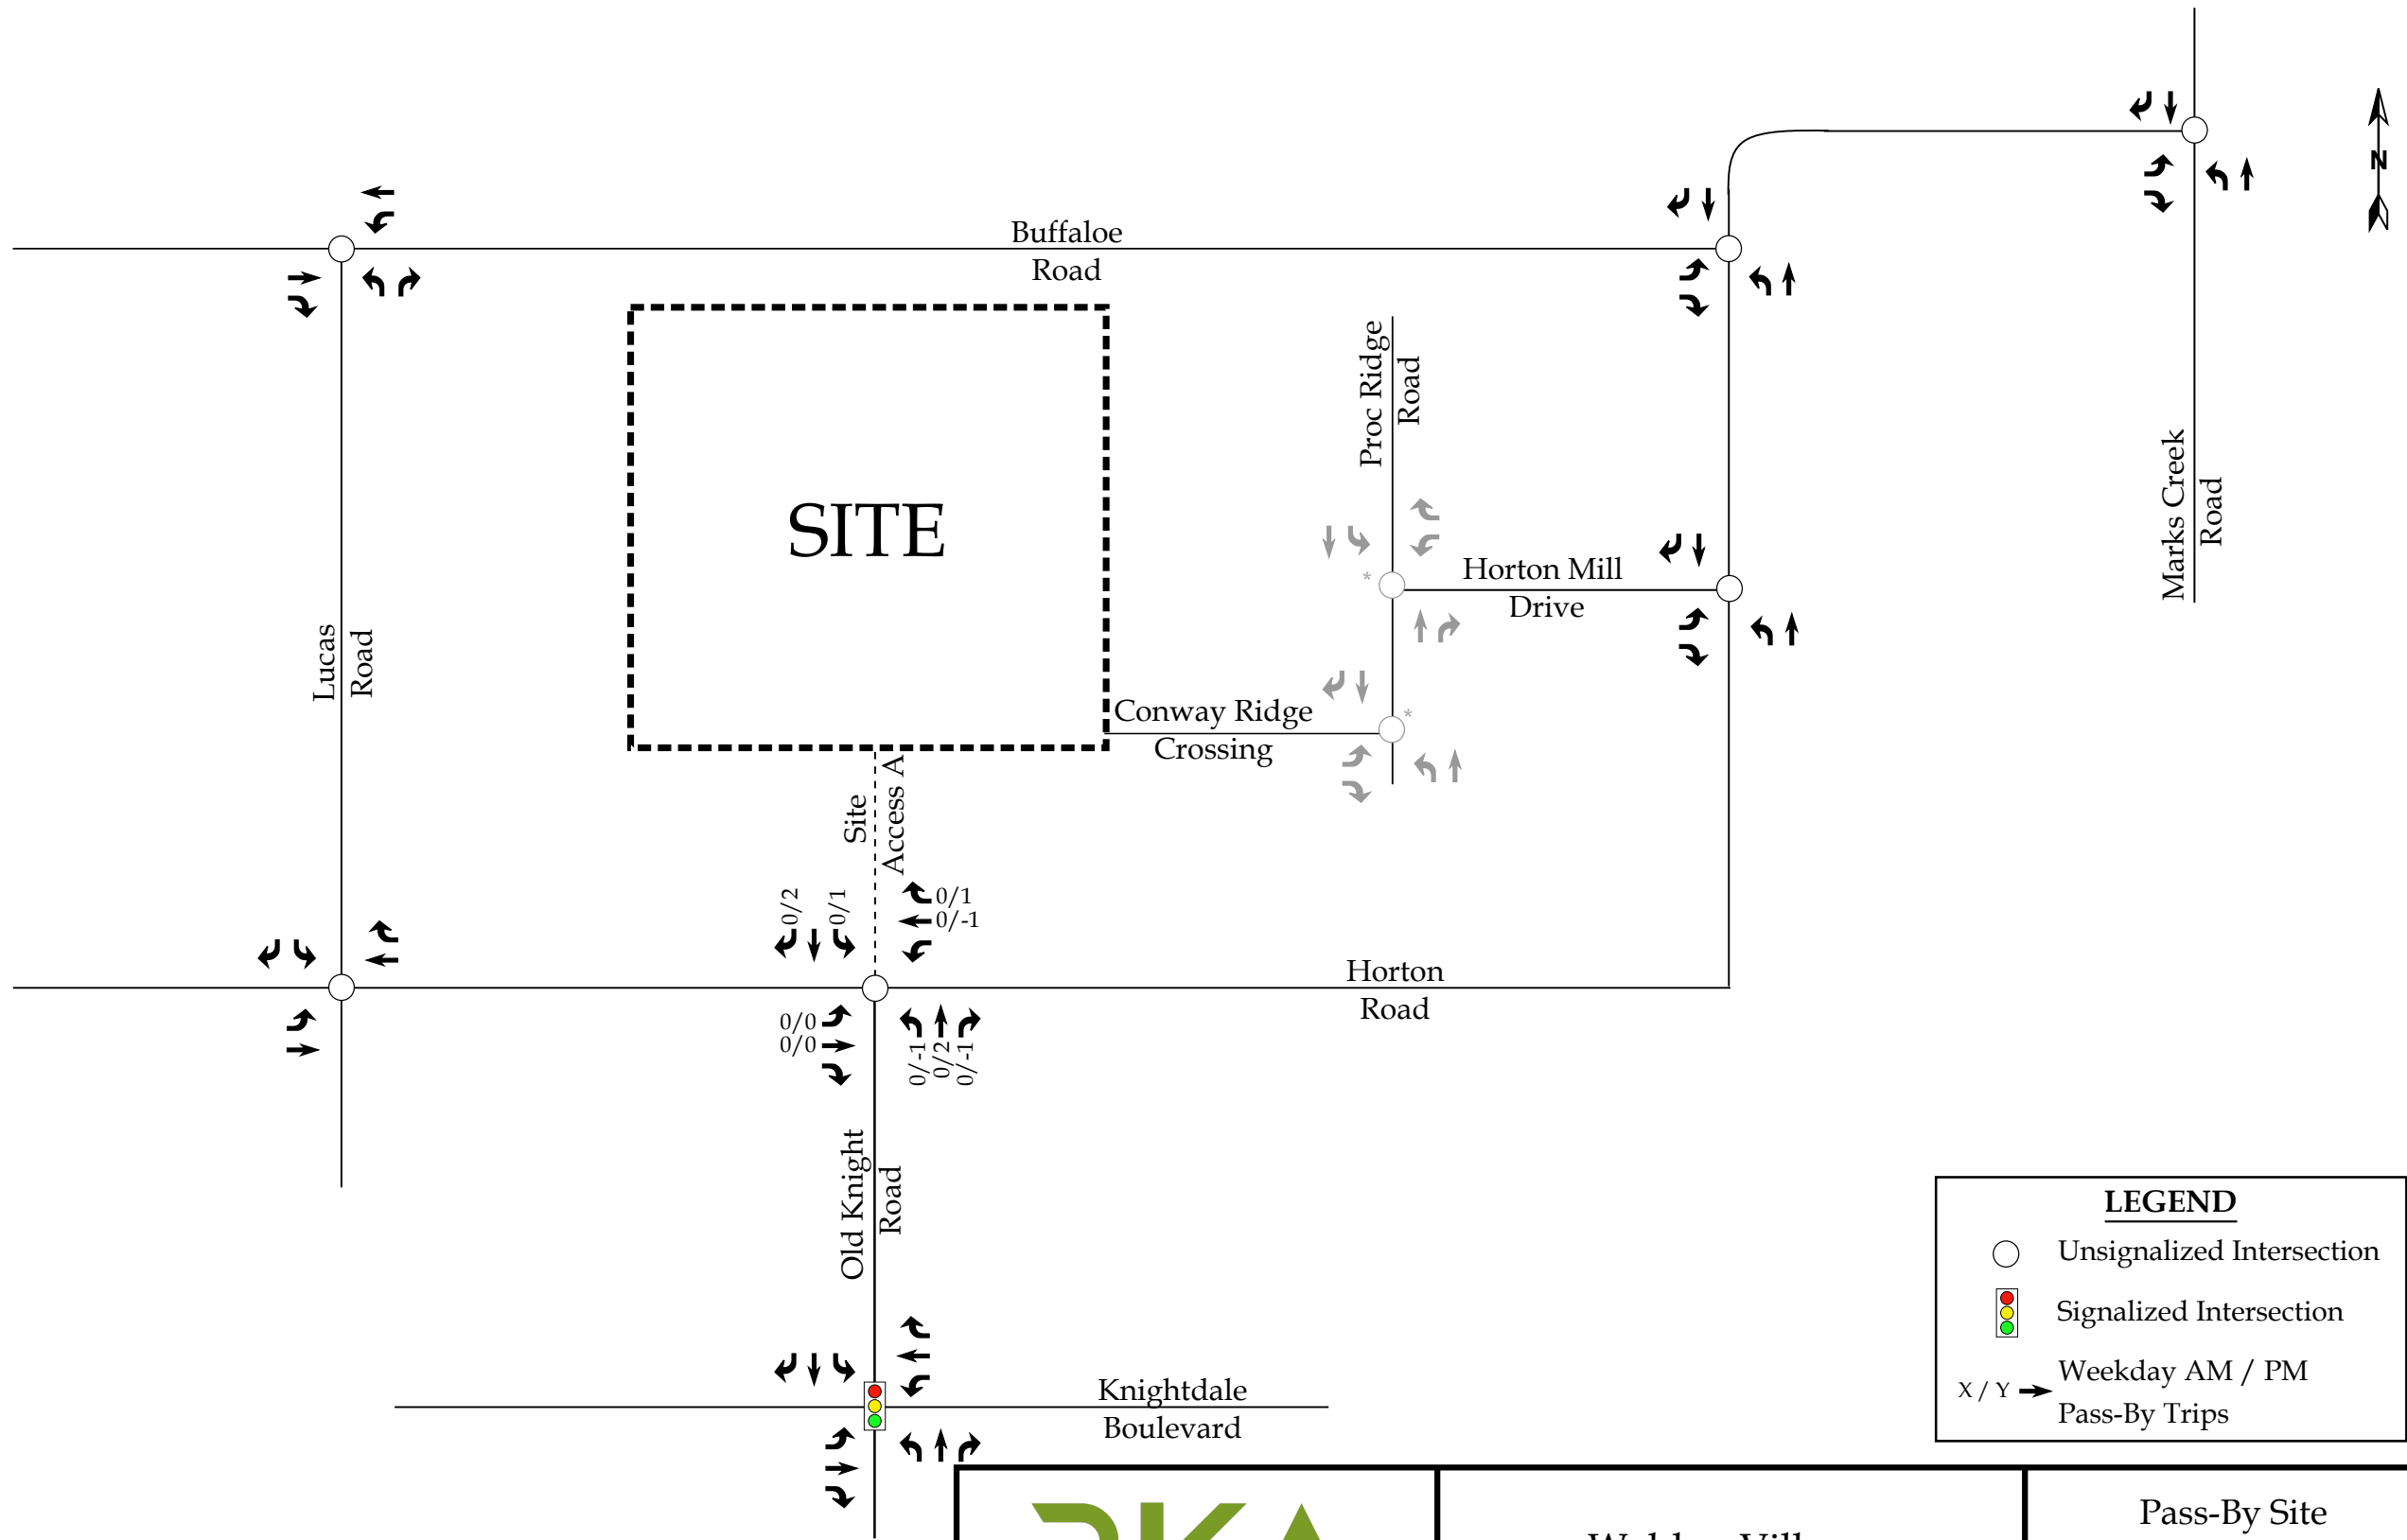 N
Buffaloe
Road
Proc Ridge
Road
Marks Creek
Road
SITE
*
Horton Mill
Drive
Lucas
Road
Conway Ridge
Crossing
*
Site
Access A
0/2
0/1
0/1
0/-1
Horton
Road
0/0
0/0
0/-1
0/2
0/-1
Old Knight
Road
Knightdale
Boulevard
LEGEND
Unsignalized Intersection
Signalized Intersection
X / Y
Weekday AM / PM
Pass-By Trips
Pass-By Site